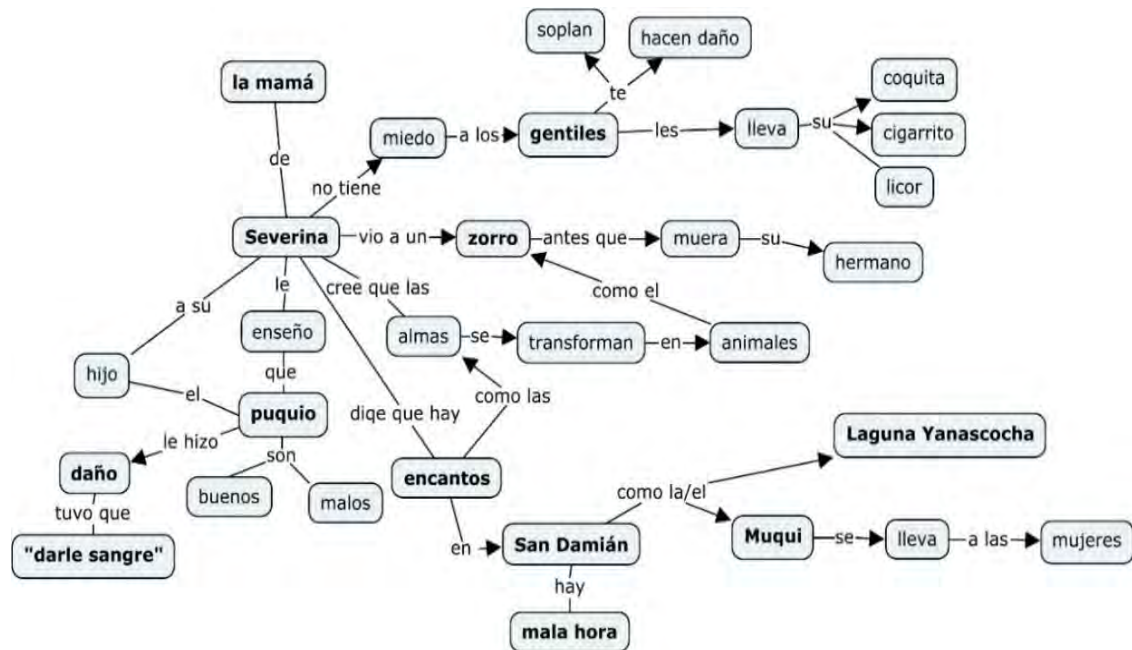 soplan
hacen daño
la mamá
te
coquita
miedo
a los
gentiles
les
lleva
su
cigarrito
licor
de
no tiene
Severina
vio a un
zorro
antes que
muera
su
hermano
a su
le
cree que las
como el
enseño
almas
se
transforman
en
animales
hijo
el
que
puquio
dice que hay
como las
le hizo
son
daño
buenos
malos
encantos
Laguna Yanascocha
tuvo que
"darle sangre"
en
San Damián
como la/el
Muqui
se
lleva
a las
mujeres
hay
mala hora